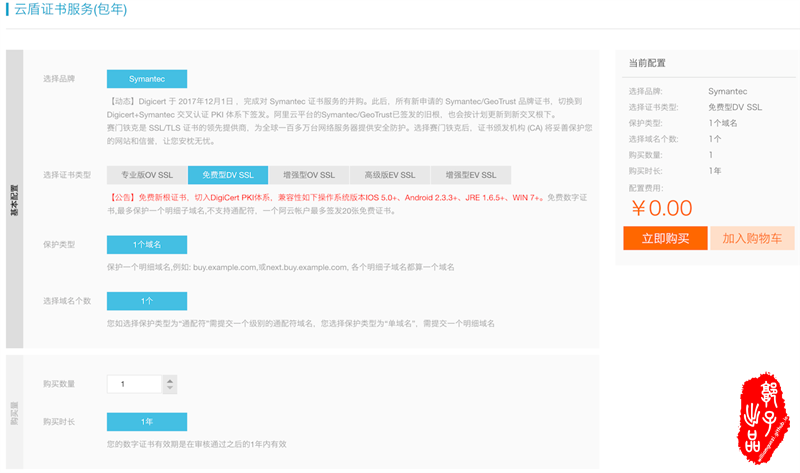 云盾证书服务(包年)
基本配置
选择品牌
Symantec
【动态】Digicert 于 2017年12月1日 ，完成对 Symantec 证书服务的并购。此后，所有新申请的 Symantec/GeoTrust 品牌证书，切换到
Digicert+Symantec 交叉认证 PKI 体系下签发。阿里云平台的Symantec/GeoTrust已签发的旧根，也会按计划更新到新交叉根下。
赛门铁克是 SSL/TLS 证书的领先提供商，为全球一百多万台网络服务器提供安全防护。选择赛门铁克后，证书颁发机构 (CA) 将妥善保护您
的网站和信誉，让您安枕无忧。
选择证书类型
专业版OV SSL
免费型DV SSL
增强型OV SSL
高级版EV SSL
增强型EV SSL
【公告】免费新根证书，切入DigiCert PKI体系，兼容性如下操作系统版本IOS 5.0+、Android 2.3.3+、JRE 1.6.5+、WIN 7+。免费数字证
书,最多保护一个明细子域名,不支持通配符，一个阿云帐户最多签发20张免费证书。
保护类型
1个域名
保护一个明细域名,例如: buy.example.com,或next.buy.example.com, 各个明细子域名都算一个域名
选择域名个数
1个
您如选择保护类型为“通配符”需提交一个级别的通配符域名，您选择保护类型为“单域名”，需提交一个明细域名
购买量
购买数量
1
购买时长
1年
您的数字证书有效期是在审核通过之后的1年内有效
当前配置
选择品牌: Symantec
选择证书类型: 免费型DV SSL
保护类型: 1个域名
选择域名个数: 1个
购买数量: 1
购买时长: 1年
配置费用:
￥0.00
立即购买
加入购物车
郭子
出品